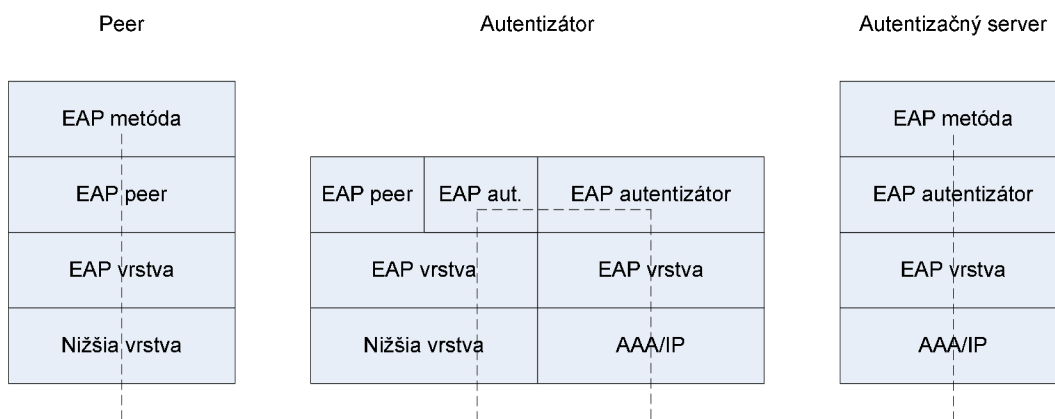 Peer
Autentizátor
Autentizačný server
EAP metóda
EAP peer
EAP vrstva
Nižšia vrstva
EAP peer
EAP aut.
EAP autentizátor
EAP vrstva
EAP vrstva
Nižšia vrstva
AAA/IP
EAP metóda
EAP autentizátor
EAP vrstva
AAA/IP